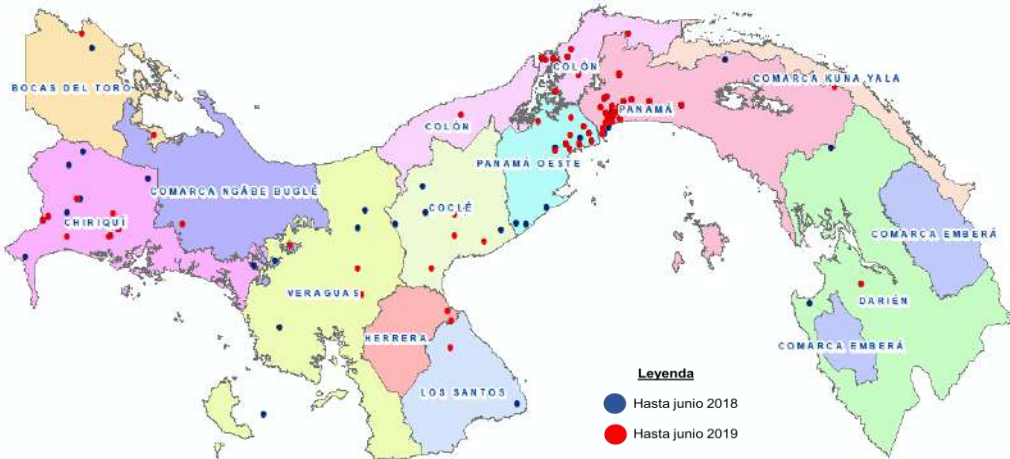 COLÓN
COMARCA KUNA YALA
BOCAS DEL TORO
PANAMÁ
COLÓN
PANAMÁ OESTE
COMARCA NGÄBE BUGLÉ
COCLÉ
CHIRIQUÍ
COMARCA EMBERÁ
VERAGUAS
DARIÉN
HERRERA
COMARCA EMBERÁ
LOS SANTOS
Leyenda
Hasta junio 2018
Hasta junio 2019